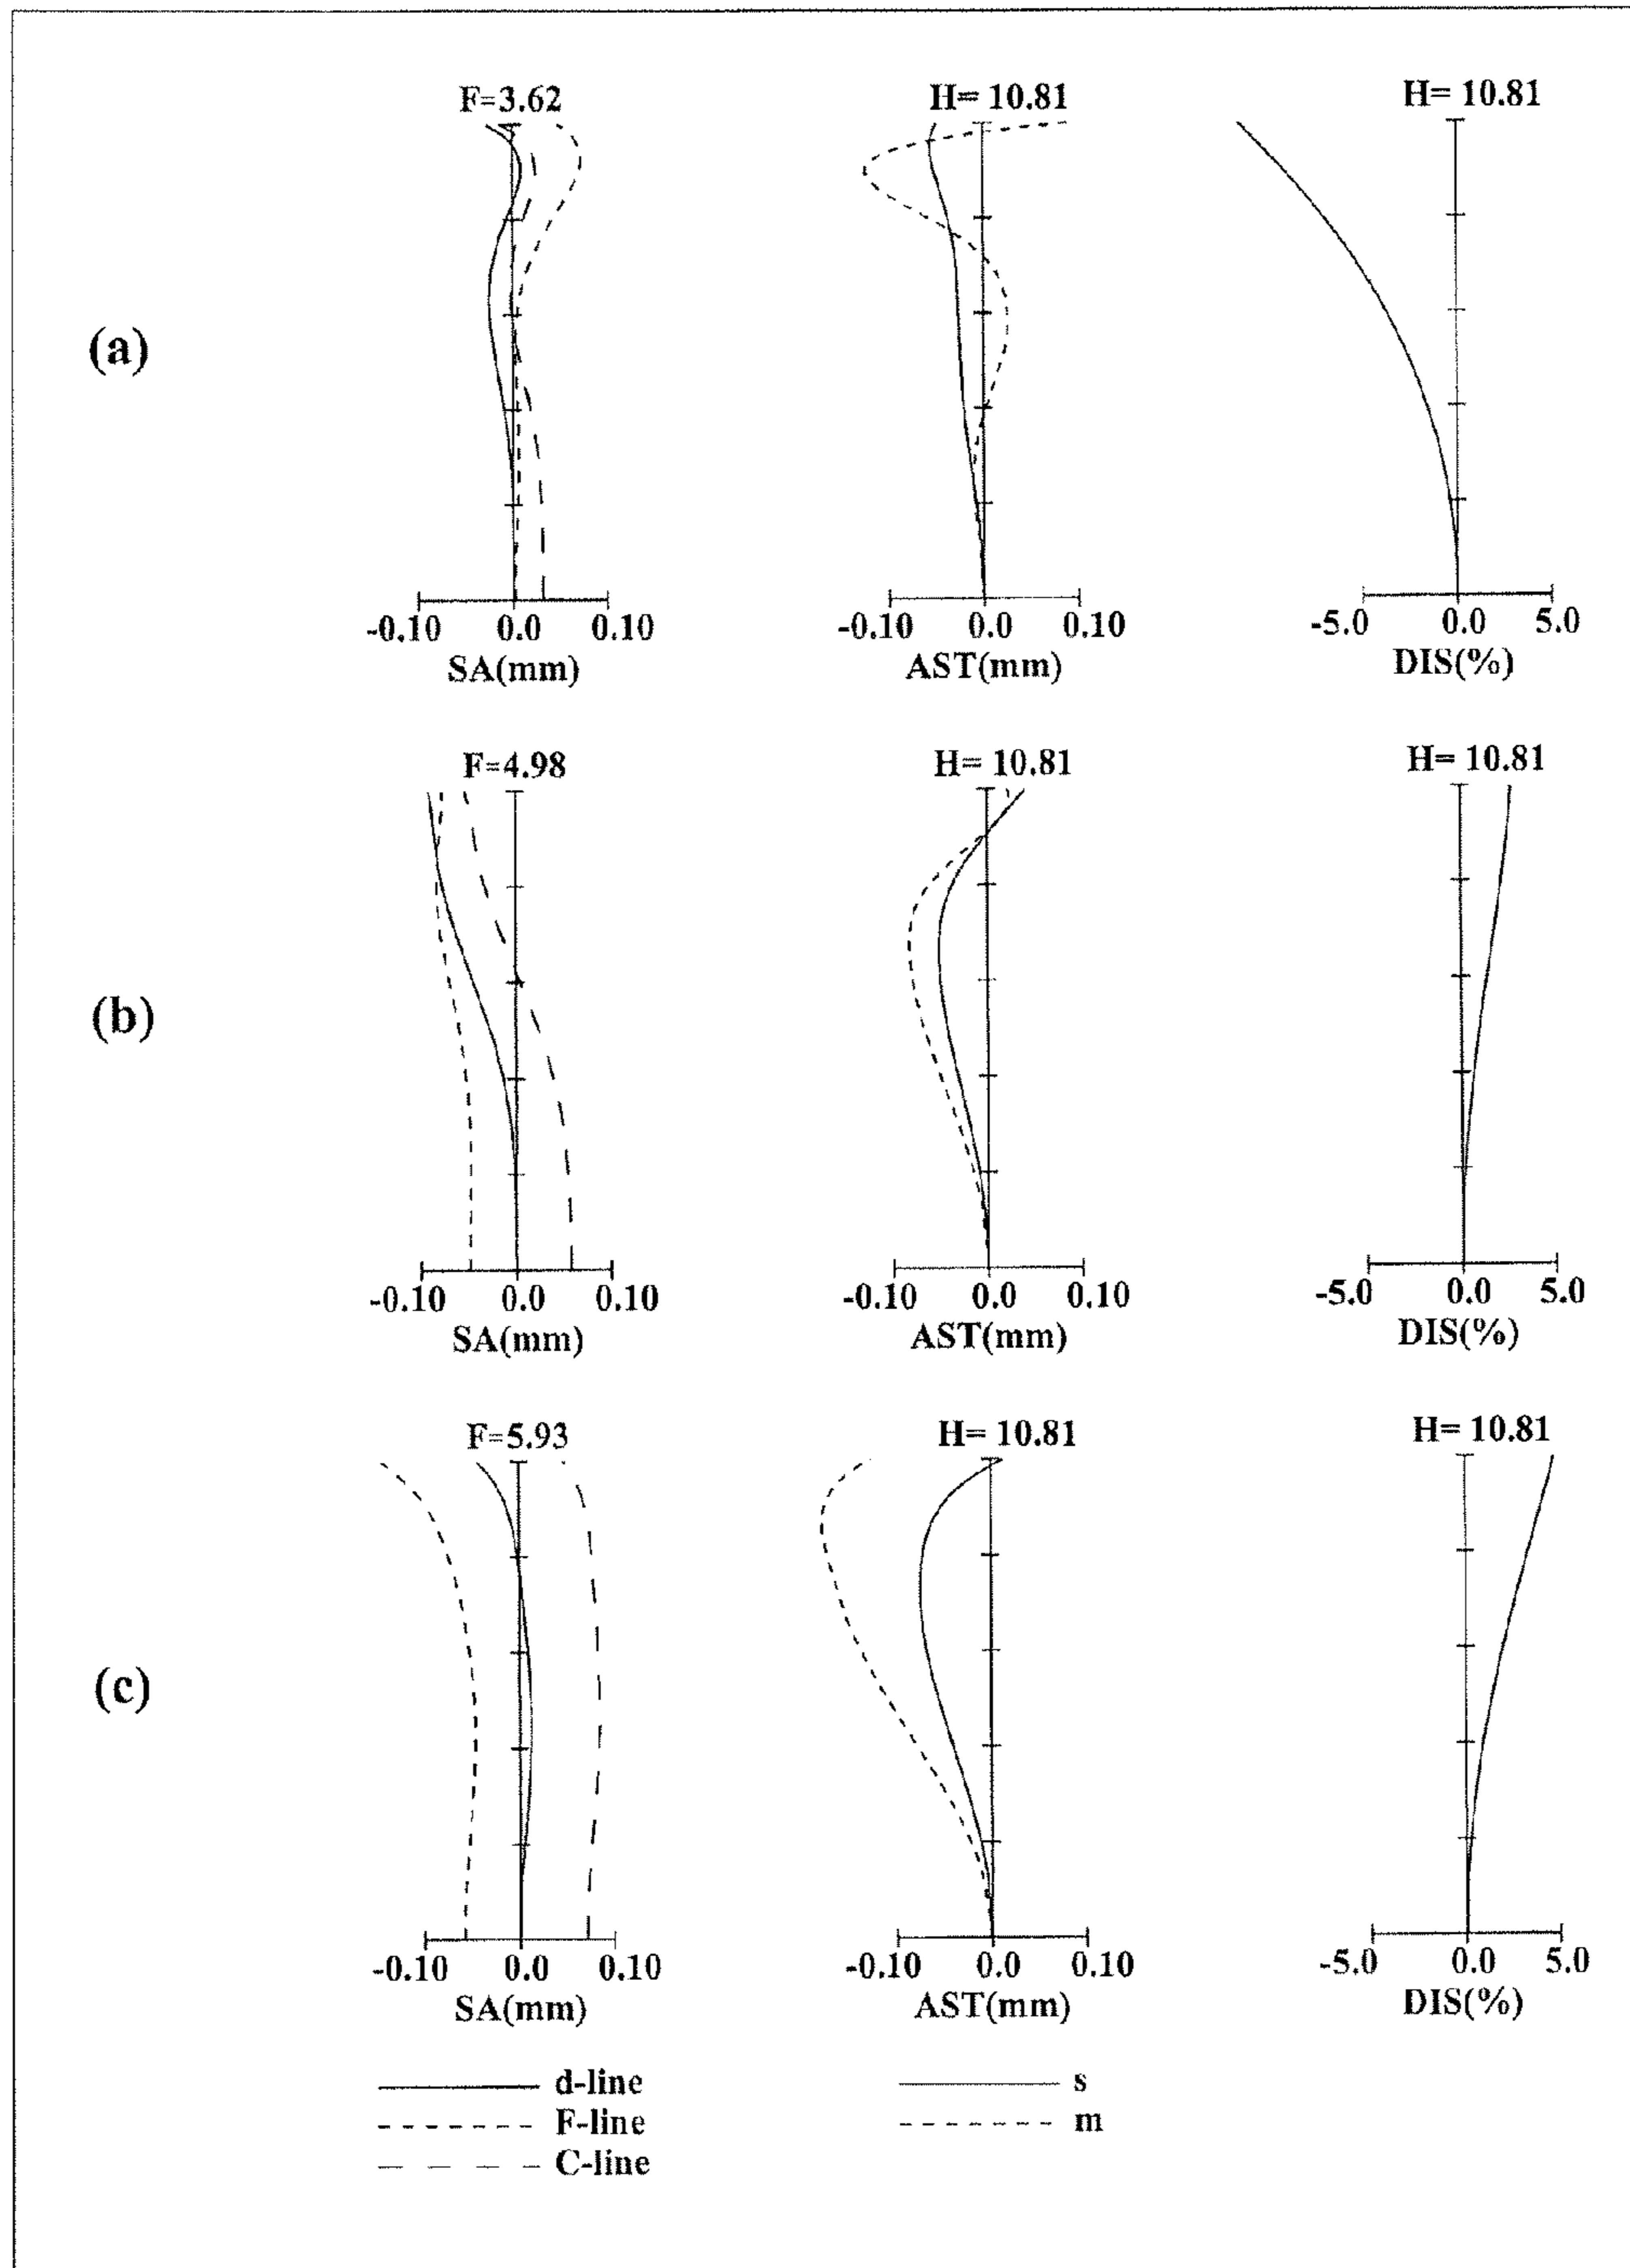 F=3.62 H= 10.81 H= 10.81
(a)
-0.10 0.0 0.10 -0.10 0.0 0.10 -5.0 0.0 5.0
SA(mm) AST(mm) DIS(%)
F=4.98 H= 10.81 H= 10.81
(b)
-0.10 0.0 0.10 -0.10 0.0 0.10 -5.0 0.0 5.0
SA(mm) AST(mm) DIS(%)
F=5.93 H= 10.81 H= 10.81
(c)
-0.10 0.0 0.10 -0.10 0.0 0.10 -5.0 0.0 5.0
SA(mm) AST(mm) DIS(%)
d-line s
F-line m
C-line